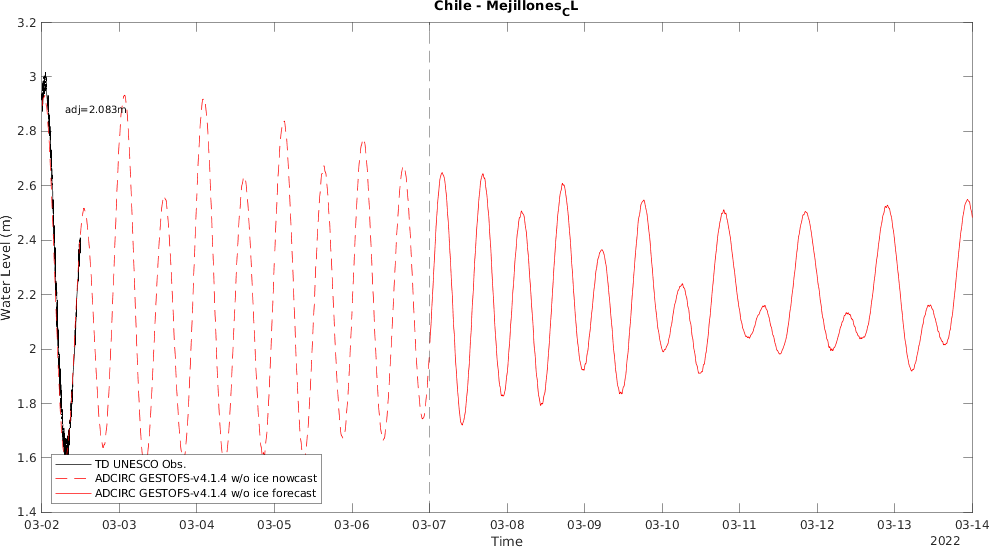 Chile - Mejillones_CL
3.2
3
adj=2.083m
2.8
2.6
2.4
Water Level (m)
2.2
2
1.8
1.6
TD UNESCO Obs.
ADCIRC GESTOFS-v4.1.4 w/o ice nowcast
ADCIRC GESTOFS-v4.1.4 w/o ice forecast
1.4
03-02 03-03 03-04 03-05 03-06 03-07 03-08 03-09 03-10 03-11 03-12 03-13 03-14
Time
2022